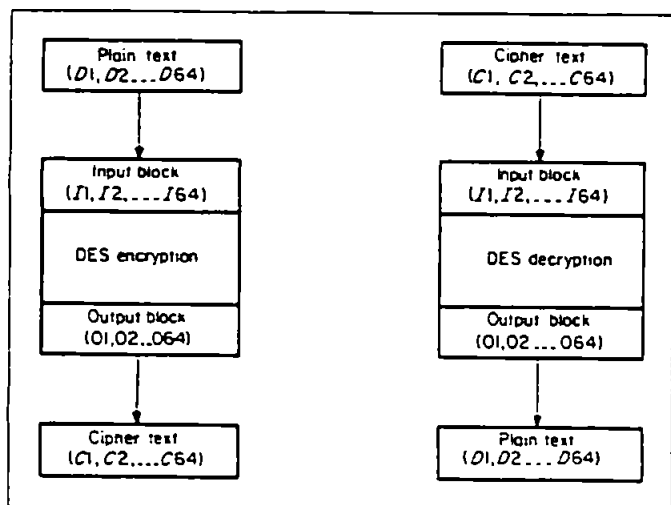 Plain text
(D1, D2...D64)
Input block
(I1, I2,....I64)
DES encryption
Output block
(O1,O2..O64)
Cipher text
(C1, C2,...C64)
Cipher text
(C1, C2,...C64)
Input block
(I1, I2,.... I64)
DES decryption
Output block
(O1,O2 ... O64)
Plain text
(D1,D2 ... D64)